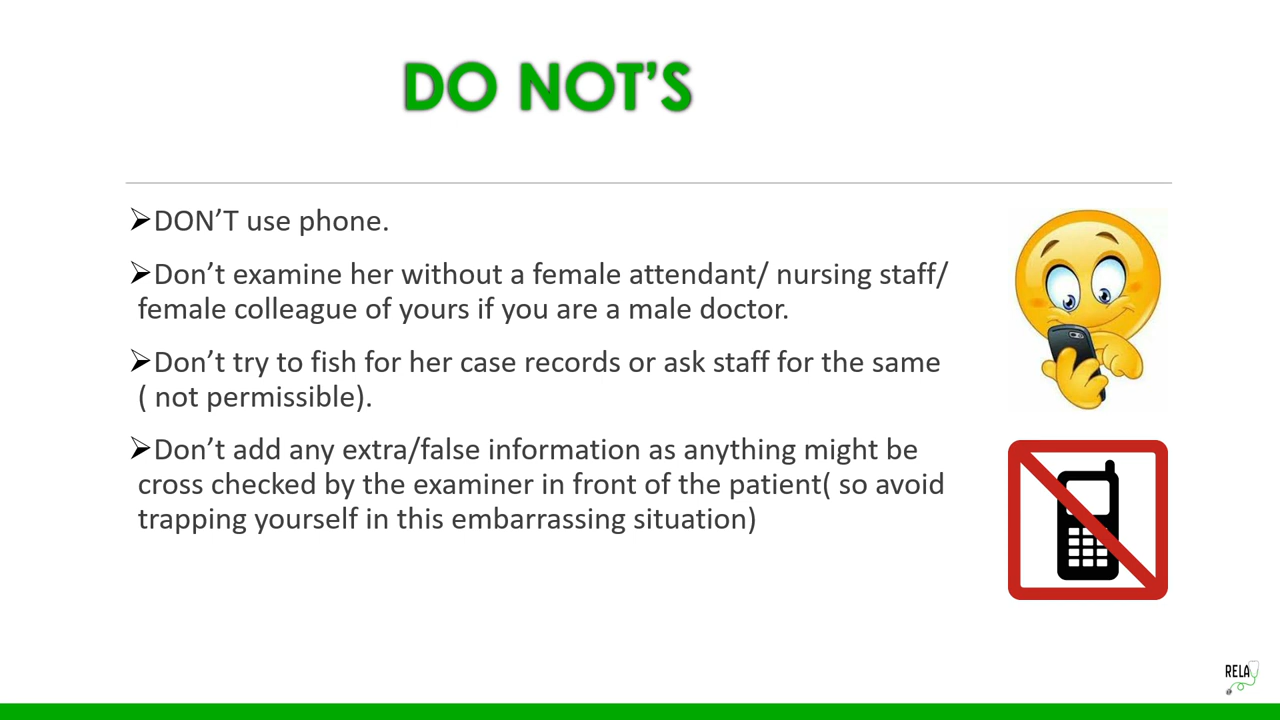 DO NOT’S
➢DON’T use phone.
➢Don’t examine her without a female attendant/ nursing staff/
female colleague of yours if you are a male doctor.
➢Don’t try to fish for her case records or ask staff for the same
( not permissible).
➢Don’t add any extra/false information as anything might be
cross checked by the examiner in front of the patient( so avoid
trapping yourself in this embarrassing situation)
RELAY